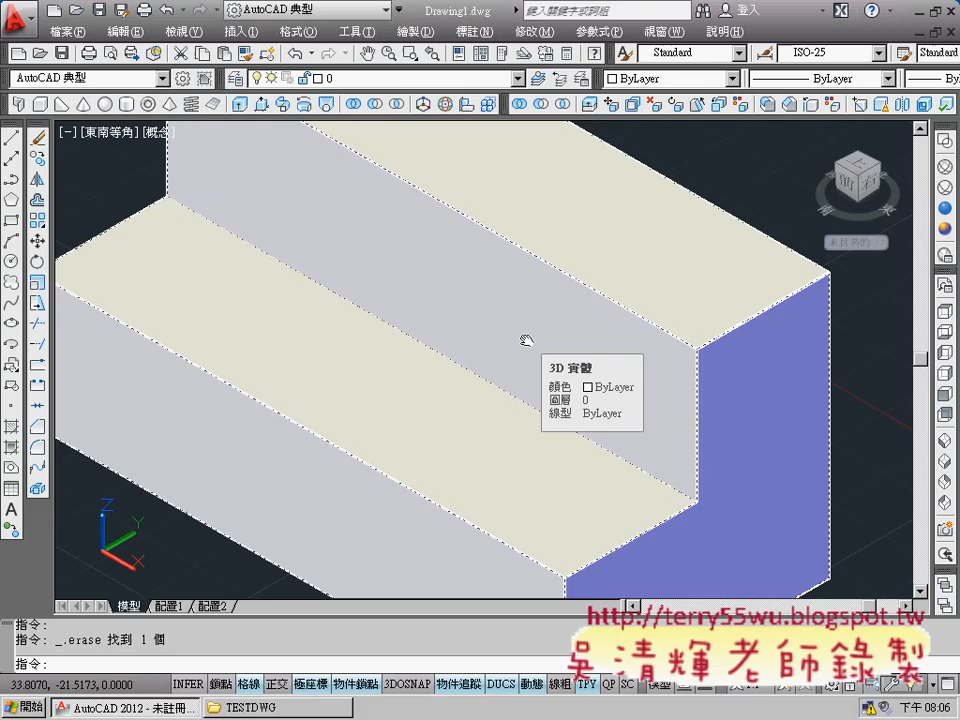 AutoCAD 典型
Drawing1.dwg
鍵入關鍵字或詞組
登入
檔案(F)
編輯(E)
檢視(V)
插入(I)
格式(O)
工具(T)
繪製(D)
標註(N)
修改(M)
參數式(P)
視窗(W)
說明(H)
Standard
ISO-25
Standard
AutoCAD 典型
0
ByLayer
ByLayer
[−][東南等角][概念]
上
前
右
南
東
未具名的
3D 實體
顏色 ByLayer
圖層 0
線型 ByLayer
Z
Y
X
模型
配置1
配置2
指令:
指令: _.erase 找到 1 個
指令:
http://terry55wu.blogspot.tw
吳清輝老師錄製
33.8070, -21.5173, 0.0000
INFER
鎖點
格線
正交
極座標
物件鎖點
3DOSNAP
物件追蹤
DUCS
動態
線粗
TPY
QP
SC
模型
開始
AutoCAD 2012 - 未註冊...
TESTDWG
下午 08:06